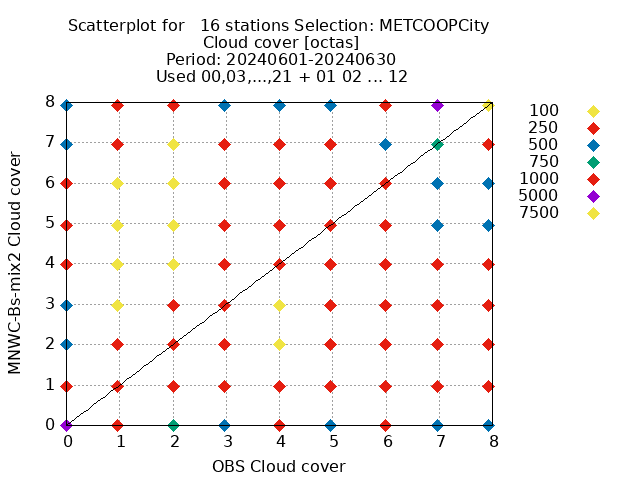 Scatterplot for   16 stations Selection: METCOOPCity
Cloud cover [octas]
Period: 20240601-20240630
Used 00,03,...,21 + 01 02 ... 12
8
7
6
5
4
3
2
1
0
MNWC-Bs-mix2 Cloud cover
0 1 2 3 4 5 6 7 8
OBS Cloud cover
100
250
500
750
1000
5000
7500